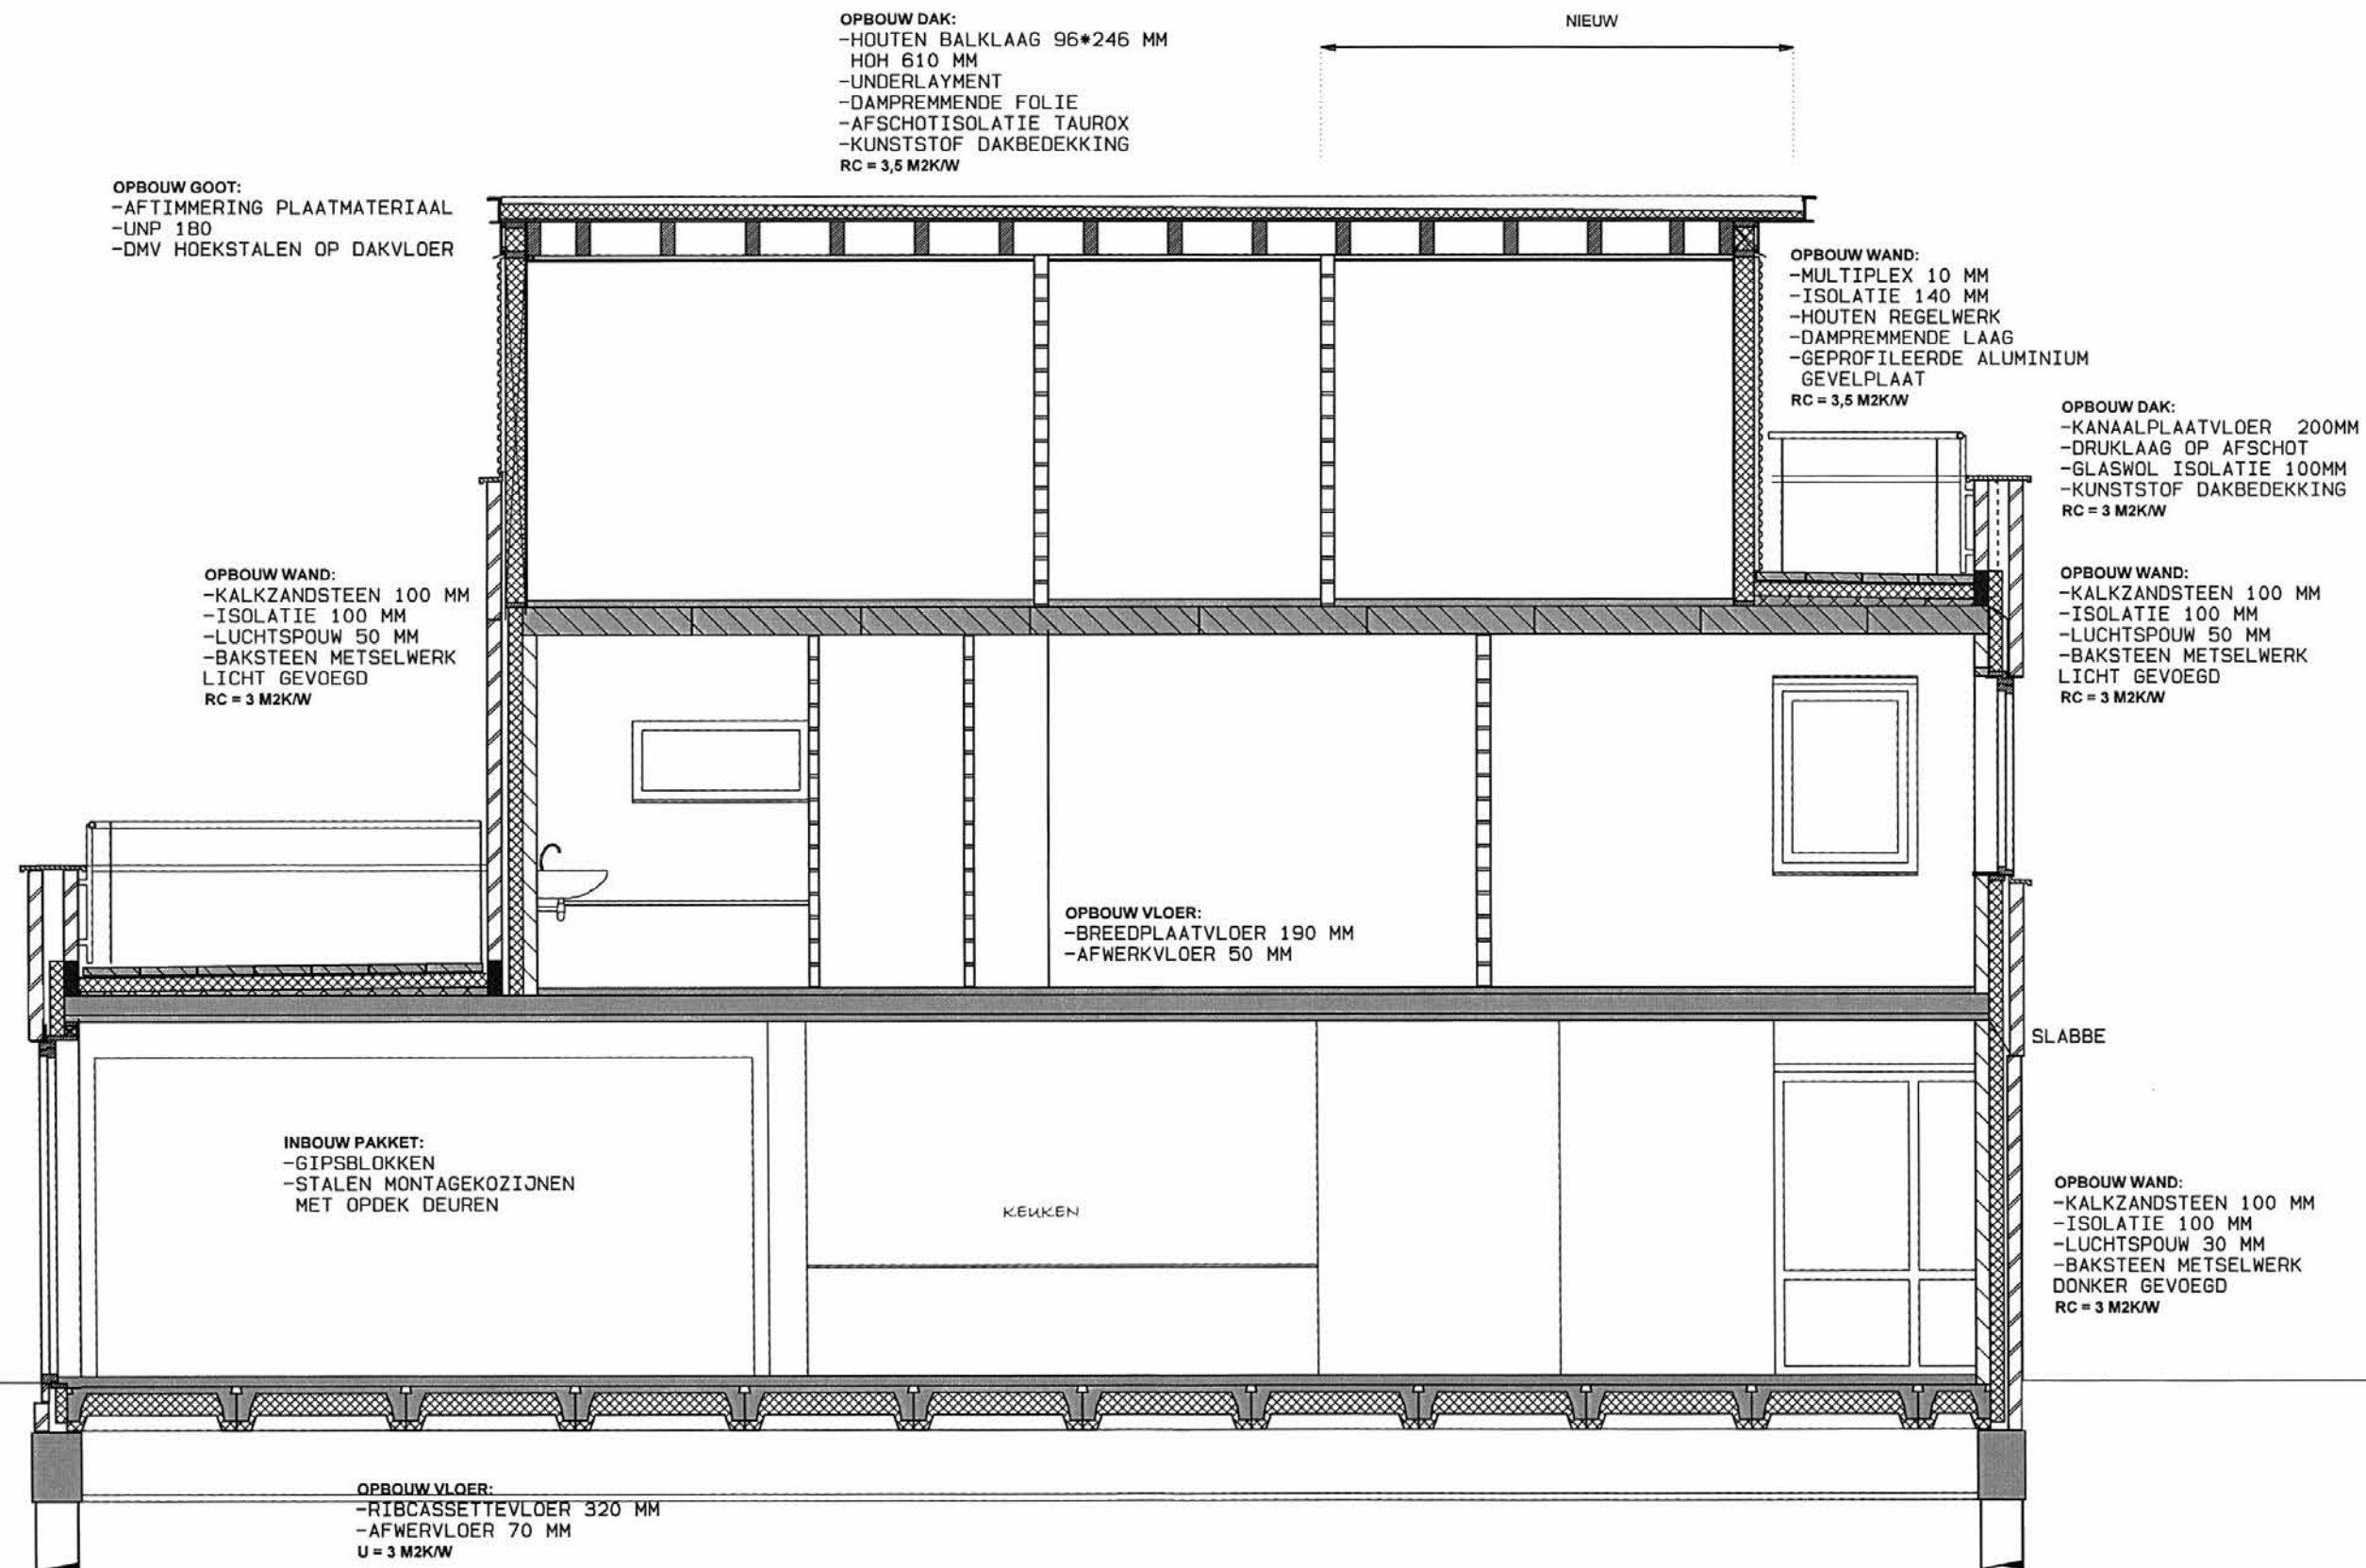 OPBOUW DAK:
-HOUTEN BALKLAAG 96*246 MM
HOH 610 MM
-UNDERLAYMENT
-DAMPREMMENDE FOLIE
-AFSCHOTISOLATIE TAUROX
-KUNSTSTOF DAKBEDEKKING
RC = 3,5 M2K/W
NIEUW
OPBOUW GOOT:
-AFTIMMERING PLAATMATERIAAL
-UNP 180
-DMV HOEKSTALEN OP DAKVLOER
OPBOUW WAND:
-MULTIPLEX 10 MM
-ISOLATIE 140 MM
-HOUTEN REGELWERK
-DAMPREMMENDE LAAG
-GEPROFILEERDE ALUMINIUM
GEVELPLAAT
RC = 3,5 M2K/W
OPBOUW DAK:
-KANAALPLAATVLOER 200MM
-DRUKLAAG OP AFSCHOT
-GLASWOL ISOLATIE 100MM
-KUNSTSTOF DAKBEDEKKING
RC = 3 M2K/W
OPBOUW WAND:
-KALKZANDSTEEN 100 MM
-ISOLATIE 100 MM
-LUCHTSPOUW 50 MM
-BAKSTEEN METSELWERK
LICHT GEVOEGD
RC = 3 M2K/W
OPBOUW WAND:
-KALKZANDSTEEN 100 MM
-ISOLATIE 100 MM
-LUCHTSPOUW 50 MM
-BAKSTEEN METSELWERK
LICHT GEVOEGD
RC = 3 M2K/W
OPBOUW VLOER:
-BREEDPLAATVLOER 190 MM
-AFWERKVLOER 50 MM
SLABBE
INBOUW PAKKET:
-GIPSBLOKKEN
-STALEN MONTAGEKOZIJNEN
MET OPDEK DEUREN
KEUKEN
OPBOUW WAND:
-KALKZANDSTEEN 100 MM
-ISOLATIE 100 MM
-LUCHTSPOUW 30 MM
-BAKSTEEN METSELWERK
DONKER GEVOEGD
RC = 3 M2K/W
OPBOUW VLOER:
-RIBCASSETTEVLOER 320 MM
-AFWERVLOER 70 MM
U = 3 M2K/W